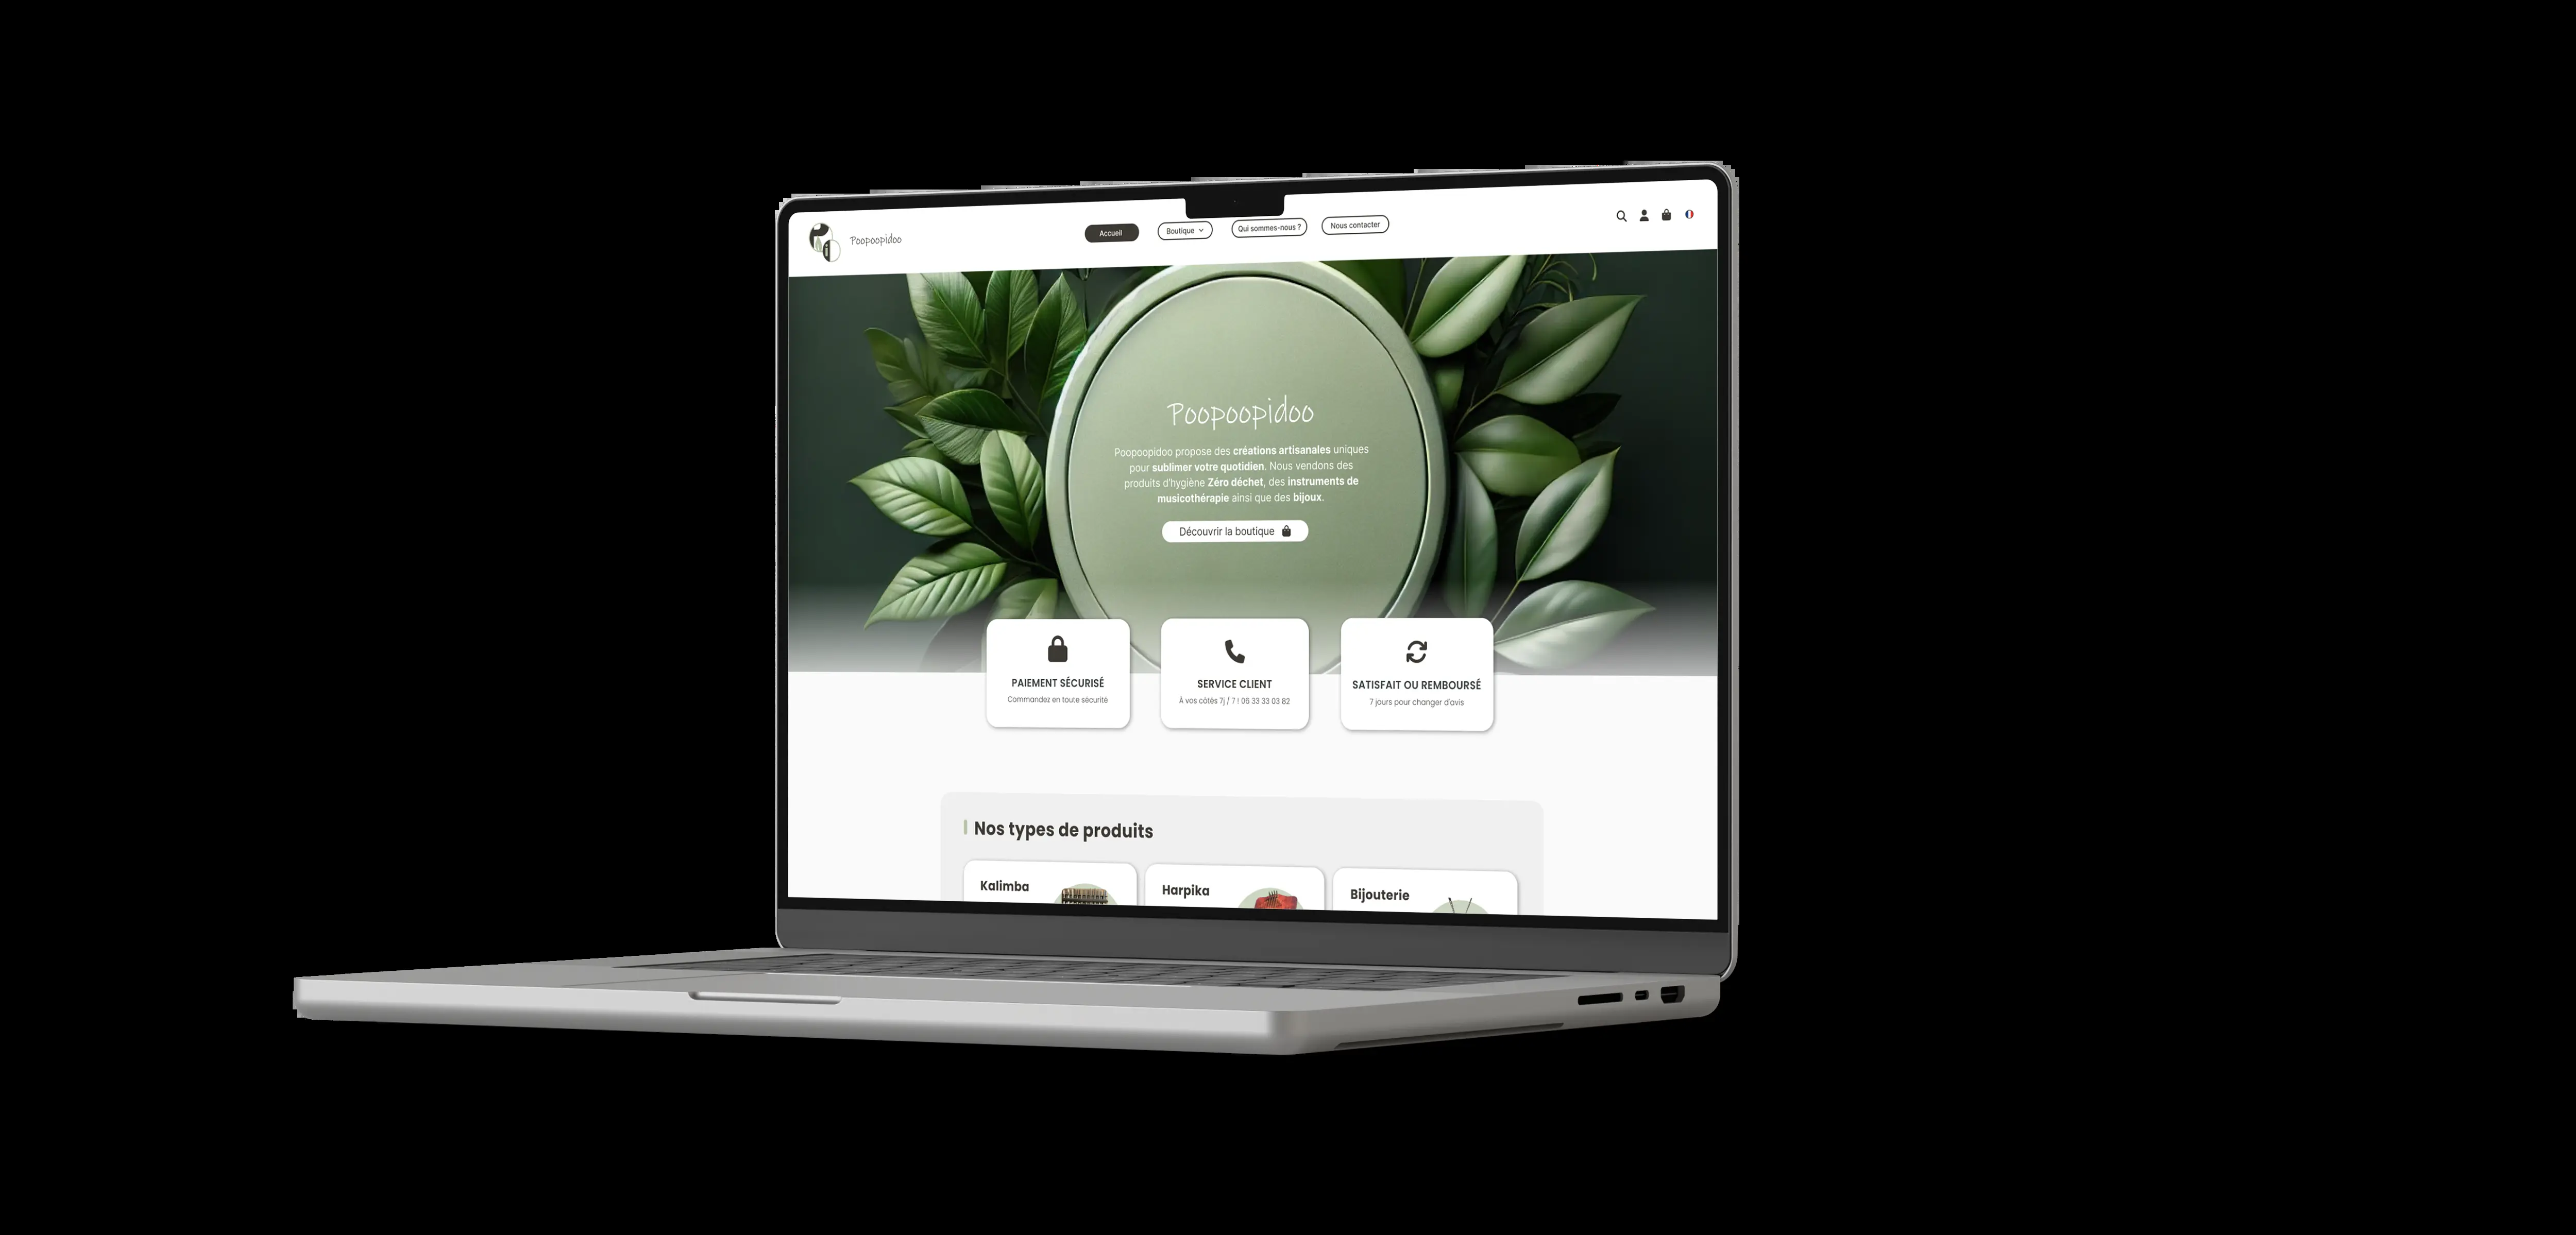 Poopoopidoo
Accueil
Boutique
Qui sommes-nous ?
Nous contacter
Poopoopidoo
Poopoopidoo propose des créations artisanales uniques
pour sublimer votre quotidien. Nous vendons des
produits d'hygiène Zéro déchet, des instruments de
musicothérapie ainsi que des bijoux.
Découvrir la boutique
PAIEMENT SÉCURISÉ
Commandez en toute sécurité
SERVICE CLIENT
À vos côtés 7j / 7 ! 06 33 33 03 82
SATISFAIT OU REMBOURSÉ
7 jours pour changer d'avis
Nos types de produits
Kalimba
Harpika
Bijouterie